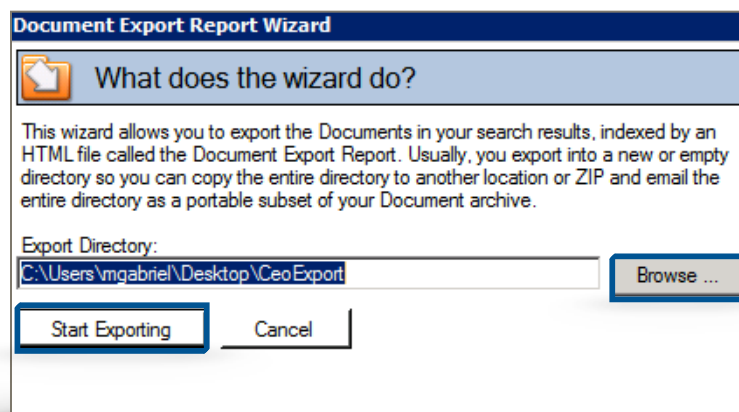 Document Export Report Wizard
What does the wizard do?
This wizard allows you to export the Documents in your search results, indexed by an
HTML file called the Document Export Report. Usually, you export into a new or empty
directory so you can copy the entire directory to another location or ZIP and email the
entire directory as a portable subset of your Document archive.
Export Directory:
C:\Users\mgabriel\Desktop\CeoExport
Browse ...
Start Exporting
Cancel